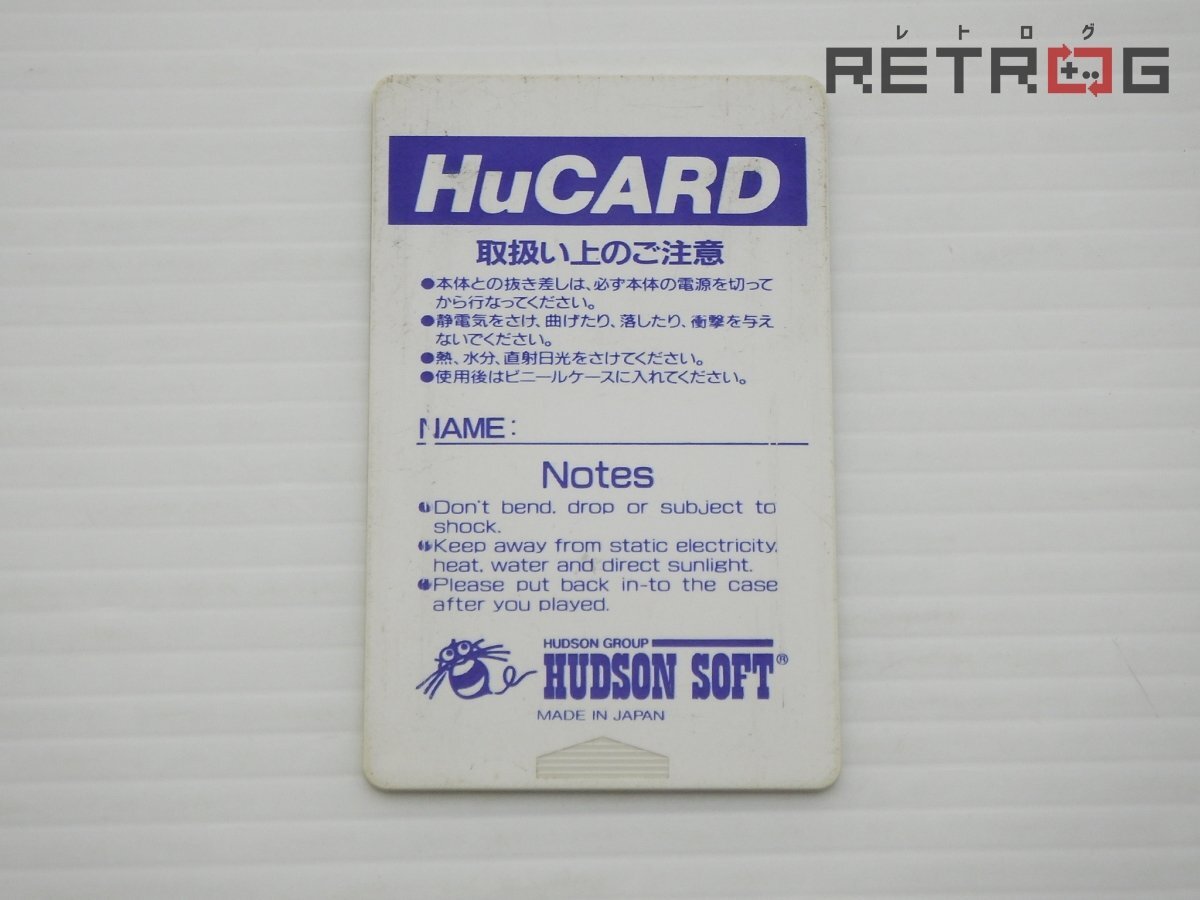 レトログ
RETROG
HuCARD
取扱い上のご注意
●本体との抜き差しは、必ず本体の電源を切って
から行なってください。
●静電気をさけ、曲げたり、落したり、衝撃を与え
ないでください。
●熱、水分、直射日光をさけてください。
●使用後はビニールケースに入れてください。
NAME:
Notes
●Don't bend, drop or subject to
shock.
●Keep away from static electricity,
heat, water and direct sunlight.
●Please put back in-to the case
after you played.
HUDSON GROUP
HUDSON SOFT®
MADE IN JAPAN